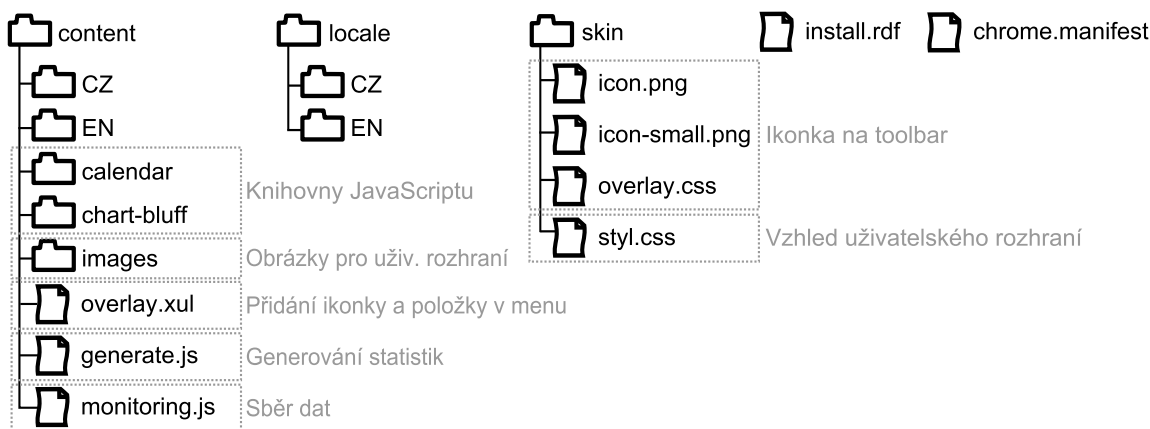 content
CZ
EN
calendar
chart-bluff
Knihovny JavaScriptu
images
Obrázky pro uživ. rozhraní
overlay.xul
Přidání ikonky a položky v menu
generate.js
Generování statistik
monitoring.js
Sběr dat
locale
CZ
EN
skin
icon.png
icon-small.png
Ikonka na toolbar
overlay.css
styl.css
Vzhled uživatelského rozhraní
install.rdf
chrome.manifest